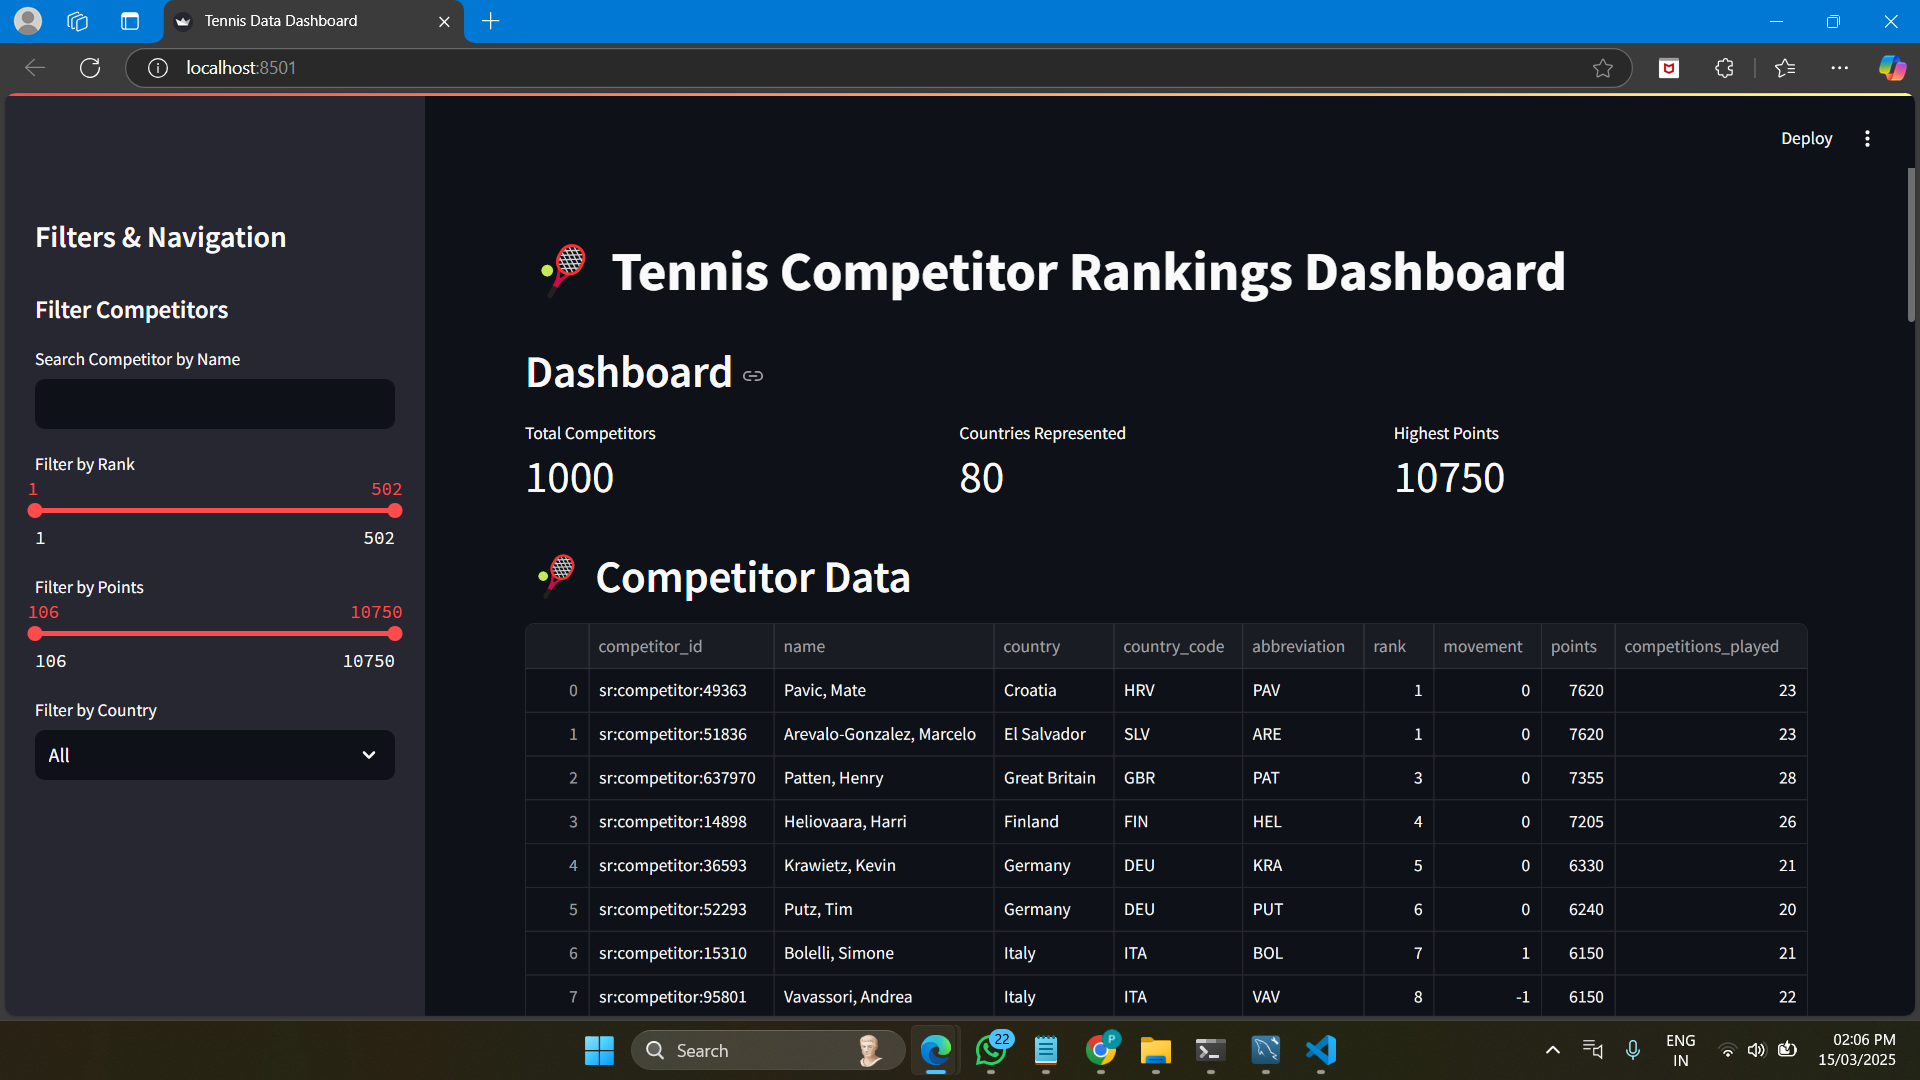 Tennis Data Dashboard
localhost:8501
Deploy
Filters & Navigation
Filter Competitors
Search Competitor by Name
Filter by Rank
1 502
1 502
Filter by Points
106 10750
106 10750
Filter by Country
All
Tennis Competitor Rankings Dashboard
Dashboard
Total Competitors Countries Represented Highest Points
1000 80 10750
Competitor Data
competitor_id name country country_code abbreviation rank movement points competitions_played
0 sr:competitor:49363 Pavic, Mate Croatia HRV PAV 1 0 7620 23
1 sr:competitor:51836 Arevalo-Gonzalez, Marcelo El Salvador SLV ARE 1 0 7620 23
2 sr:competitor:637970 Patten, Henry Great Britain GBR PAT 3 0 7355 28
3 sr:competitor:14898 Heliovaara, Harri Finland FIN HEL 4 0 7205 26
4 sr:competitor:36593 Krawietz, Kevin Germany DEU KRA 5 0 6330 21
5 sr:competitor:52293 Putz, Tim Germany DEU PUT 6 0 6240 20
6 sr:competitor:15310 Bolelli, Simone Italy ITA BOL 7 1 6150 21
7 sr:competitor:95801 Vavassori, Andrea Italy ITA VAV 8 -1 6150 22
Search
22
P
ENG
IN
02:06 PM
15/03/2025